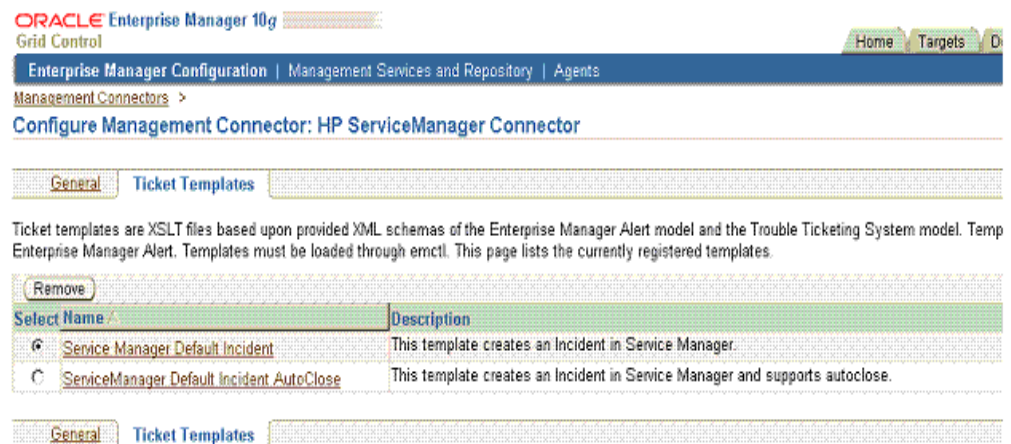 ORACLE Enterprise Manager 10g
Grid Control
Home Targets D
Enterprise Manager Configuration | Management Services and Repository | Agents
Management Connectors >
Configure Management Connector: HP ServiceManager Connector
General Ticket Templates
Ticket templates are XSLT files based upon provided XML schemas of the Enterprise Manager Alert model and the Trouble Ticketing System model. Temp
Enterprise Manager Alert. Templates must be loaded through emctl. This page lists the currently registered templates.
Remove
Select Name Description
Service Manager Default Incident This template creates an Incident in Service Manager.
ServiceManager Default Incident AutoClose This template creates an Incident in Service Manager and supports autoclose.
General Ticket Templates